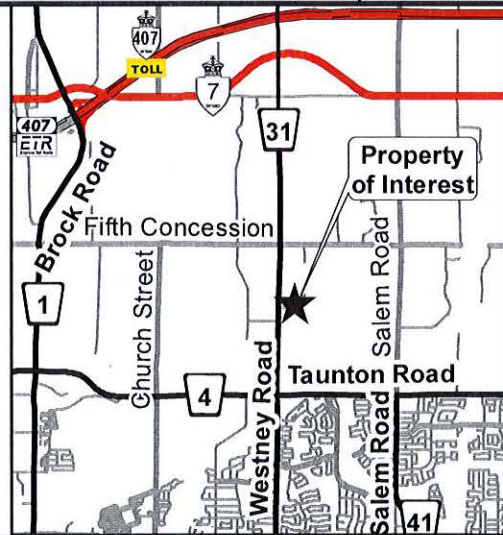 407
TOLL
7
407
ETR
31
Property
of Interest
Brock Road
Fifth Concession
Church Street
Salem Road
1
Westney Road
Taunton Road
4
Salem Road
41